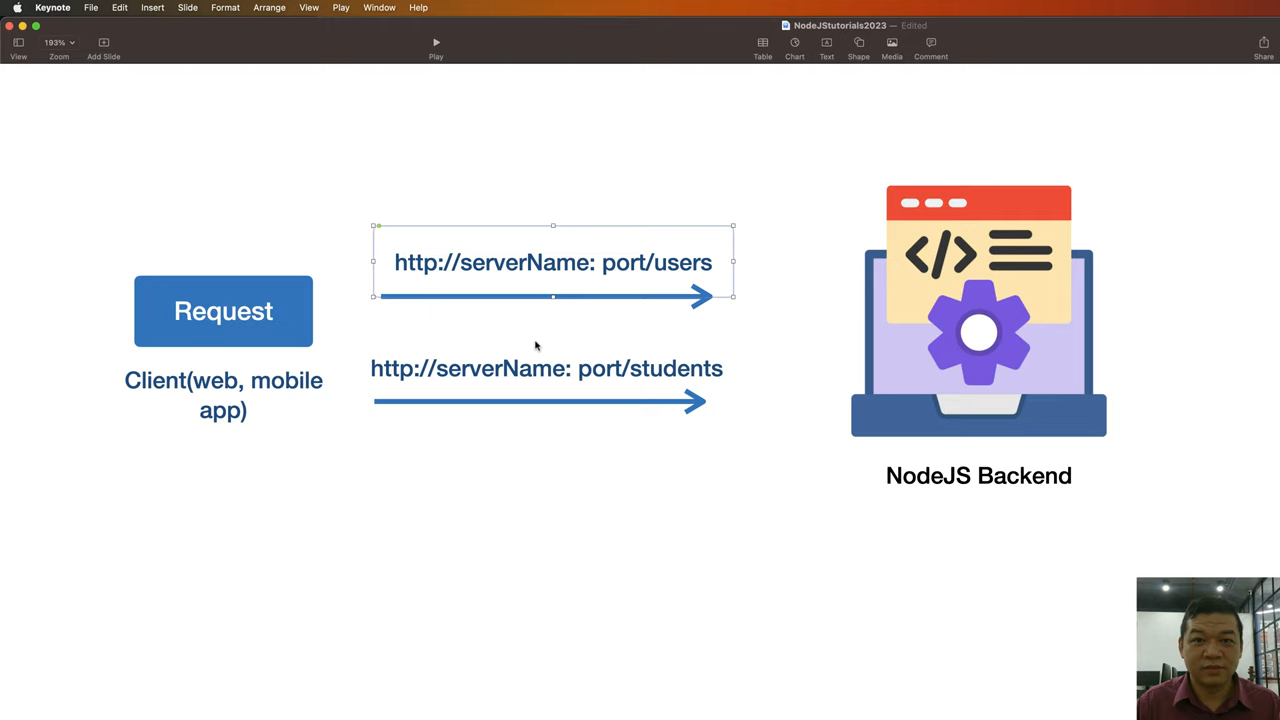 Keynote File Edit Insert Slide Format Arrange View Play Window Help
NodeJStutorials2023 — Edited
193%
View Zoom Add Slide Play Table Chart Text Shape Media Comment Share
http://serverName: port/users
Request
http://serverName: port/students
Client(web, mobile
app)
NodeJS Backend